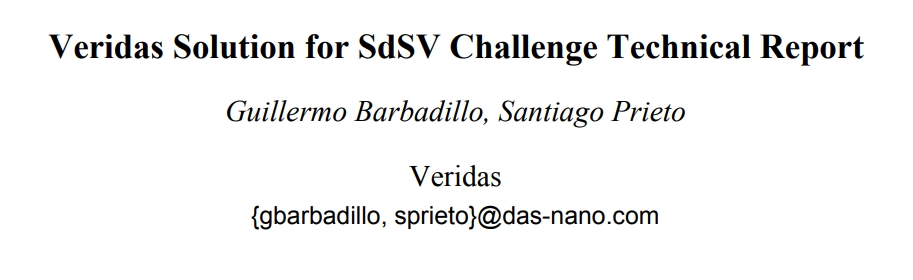 Veridas Solution for SdSV Challenge Technical Report
Guillermo Barbadillo, Santiago Prieto
Veridas
{gbarbadillo, sprieto}@das-nano.com